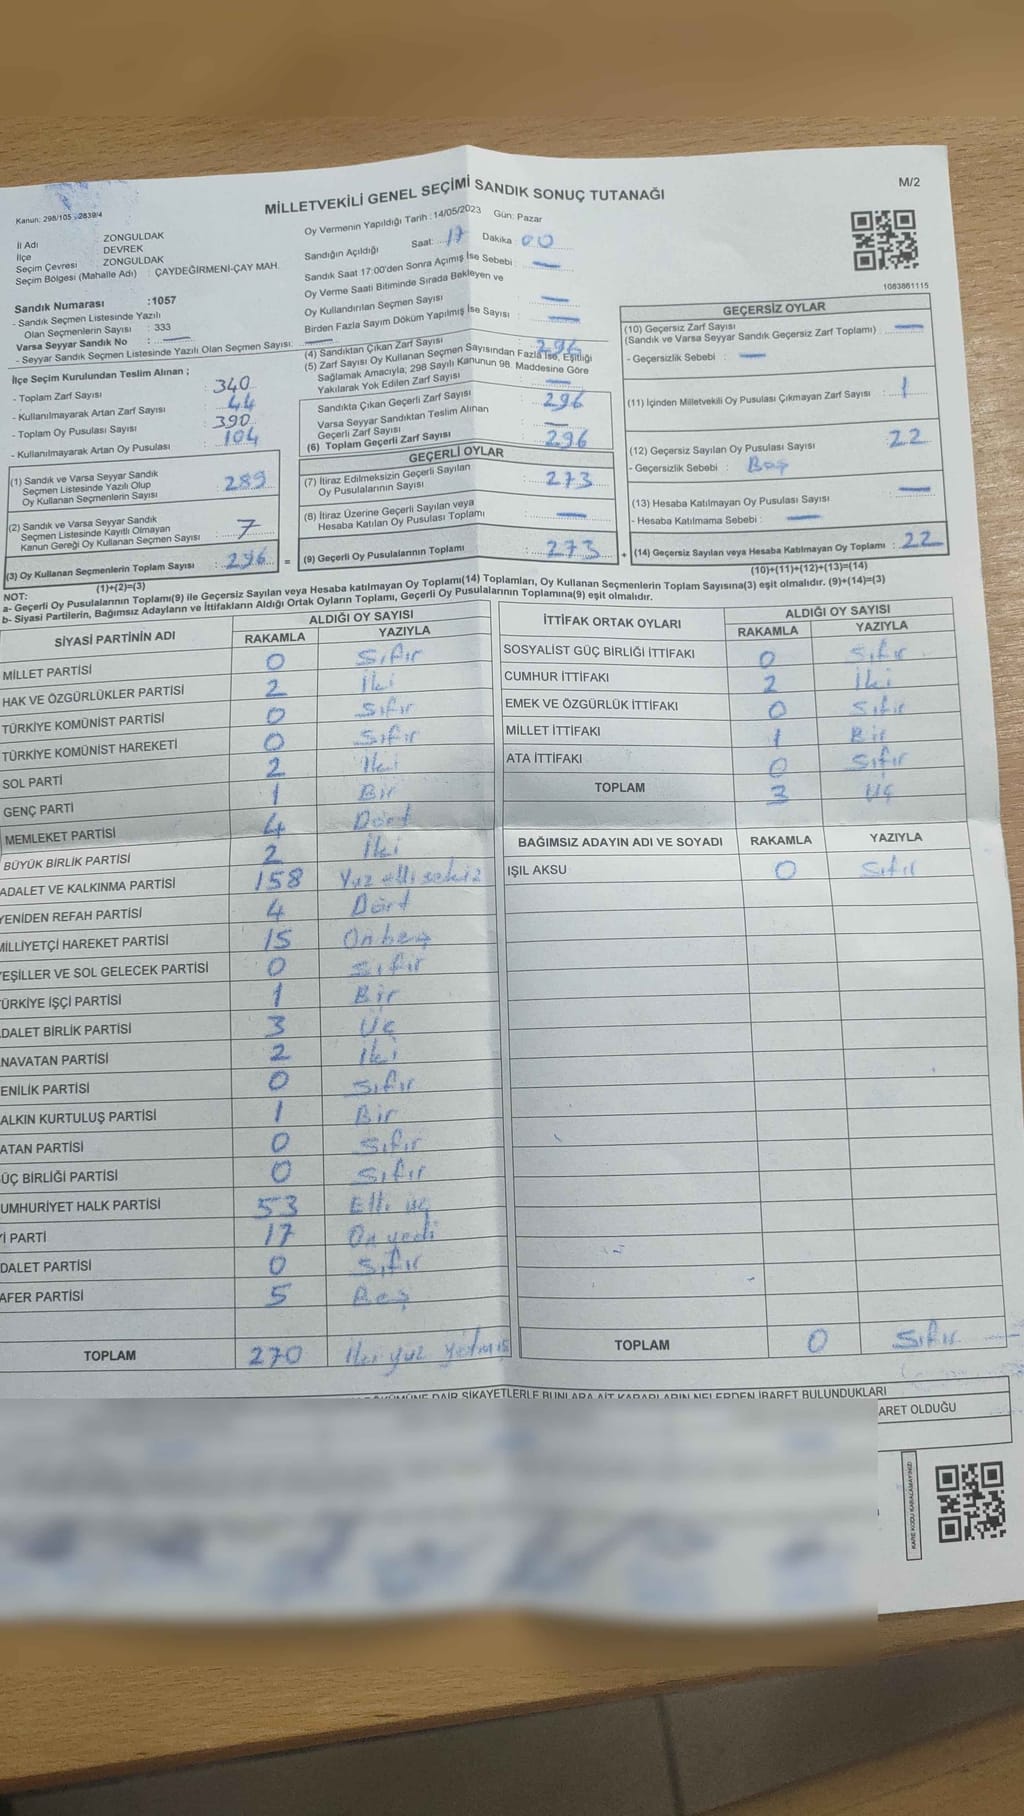 M/2
Kanun: 298/105 - 2839/4
MİLLETVEKİLİ GENEL SEÇİMİ SANDIK SONUÇ TUTANAĞI
İl Adı ZONGULDAK
İlçe DEVREK
Seçim Çevresi ZONGULDAK
Seçim Bölgesi (Mahalle Adı) : ÇAYDEĞİRMENİ-ÇAY MAH.
Sandık Numarası :1057
- Sandık Seçmen Listesinde Yazılı
Olan Seçmenlerin Sayısı : 333
Varsa Seyyar Sandık No : —
- Seyyar Sandık Seçmen Listesinde Yazılı Olan Seçmen Sayısı: —
Oy Vermenin Yapıldığı Tarih : 14/05/2023 Gün: Pazar
Sandığın Açıldığı Saat: 17 Dakika : 00
Sandık Saat 17:00'den Sonra Açımış İse Sebebi : —
Oy Verme Saati Bitiminde Sırada Bekleyen ve
Oy Kullandırılan Seçmen Sayısı : —
Birden Fazla Sayım Döküm Yapılmış İse Sayısı : —
1083861115
İlçe Seçim Kurulundan Teslim Alınan ;
- Toplam Zarf Sayısı : 340
- Kullanılmayarak Artan Zarf Sayısı : 44
- Toplam Oy Pusulası Sayısı : 390
- Kullanılmayarak Artan Oy Pusulası : 104
(1) Sandık ve Varsa Seyyar Sandık
Seçmen Listesinde Yazılı Olup
Oy Kullanan Seçmenlerin Sayısı : 289
(2) Sandık ve Varsa Seyyar Sandık
Seçmen Listesinde Kayıtlı Olmayan
Kanun Gereği Oy Kullanan Seçmen Sayısı : 7
(3) Oy Kullanan Seçmenlerin Toplam Sayısı : 296 =
(1)+(2)=(3)
(4) Sandıktan Çıkan Zarf Sayısı : 296
(5) Zarf Sayısı Oy Kullanan Seçmen Sayısından Fazla İse, Eşitliği
Sağlamak Amacıyla, 298 Sayılı Kanunun 98. Maddesine Göre
Yakılarak Yok Edilen Zarf Sayısı : —
Sandıkta Çıkan Geçerli Zarf Sayısı : 296
Varsa Seyyar Sandıktan Teslim Alınan
Geçerli Zarf Sayısı : —
(6) Toplam Geçerli Zarf Sayısı : 296
GEÇERLİ OYLAR
(7) İtiraz Edilmeksizin Geçerli Sayılan
Oy Pusulalarının Sayısı : 273
(8) İtiraz Üzerine Geçerli Sayılan veya
Hesaba Katılan Oy Pusulası Toplamı : —
(9) Geçerli Oy Pusulalarının Toplamı : 273 +
GEÇERSİZ OYLAR
(10) Geçersiz Zarf Sayısı
(Sandık ve Varsa Seyyar Sandık Geçersiz Zarf Toplamı) : —
- Geçersizlik Sebebi : —
(11) İçinden Milletvekili Oy Pusulası Çıkmayan Zarf Sayısı : 1
(12) Geçersiz Sayılan Oy Pusulası Sayısı : 22
- Geçersizlik Sebebi : Boş
(13) Hesaba Katılmayan Oy Pusulası Sayısı : —
- Hesaba Katılmama Sebebi : —
(14) Geçersiz Sayılan veya Hesaba Katılmayan Oy Toplamı : 22
(10)+(11)+(12)+(13)=(14)
NOT:
a- Geçerli Oy Pusulalarının Toplamı(9) ile Geçersiz Sayılan veya Hesaba katılmayan Oy Toplamı(14) Toplamları, Oy Kullanan Seçmenlerin Toplam Sayısına(3) eşit olmalıdır. (9)+(14)=(3)
b- Siyasi Partilerin, Bağımsız Adayların ve İttifakların Aldığı Ortak Oyların Toplamı, Geçerli Oy Pusulalarının Toplamına(9) eşit olmalıdır.
SİYASİ PARTİNİN ADI ALDIĞI OY SAYISI
RAKAMLA YAZIYLA
MİLLET PARTİSİ 0 Sıfır
HAK VE ÖZGÜRLÜKLER PARTİSİ 2 İki
TÜRKİYE KOMÜNİST PARTİSİ 0 Sıfır
TÜRKİYE KOMÜNİST HAREKETİ 0 Sıfır
SOL PARTİ 2 İki
GENÇ PARTİ 1 Bir
MEMLEKET PARTİSİ 4 Dört
BÜYÜK BİRLİK PARTİSİ 2 İki
ADALET VE KALKINMA PARTİSİ 158 Yüz elli sekiz
YENİDEN REFAH PARTİSİ 4 Dört
MİLLİYETÇİ HAREKET PARTİSİ 15 On beş
YEŞİLLER VE SOL GELECEK PARTİSİ 0 Sıfır
ÜRKİYE İŞÇİ PARTİSİ 1 Bir
DALET BİRLİK PARTİSİ 3 Üç
NAVATAN PARTİSİ 2 İki
ENİLİK PARTİSİ 0 Sıfır
ALKIN KURTULUŞ PARTİSİ 1 Bir
ATAN PARTİSİ 0 Sıfır
ÜÇ BİRLİĞİ PARTİSİ 0 Sıfır
UMHURİYET HALK PARTİSİ 53 Elli üç
Yİ PARTİ 17 On yedi
DALET PARTİSİ 0 Sıfır
AFER PARTİSİ 5 Beş
TOPLAM 270 İki yüz yetmiş
İTTİFAK ORTAK OYLARI ALDIĞI OY SAYISI
RAKAMLA YAZIYLA
SOSYALİST GÜÇ BİRLİĞİ İTTİFAKI 0 Sıfır
CUMHUR İTTİFAKI 2 İki
EMEK VE ÖZGÜRLÜK İTTİFAKI 0 Sıfır
MİLLET İTTİFAKI 1 Bir
ATA İTTİFAKI 0 Sıfır
TOPLAM 3 Üç
BAĞIMSIZ ADAYIN ADI VE SOYADI RAKAMLA YAZIYLA
IŞIL AKSU 0 Sıfır
TOPLAM 0 Sıfır
DAİR ŞİKAYETLERLE BUNLARA AİT KARARLARIN NELERDEN İBARET BULUNDUKLARI
ARET OLDUĞU
KARE KODU KARALAMAYINIZ!